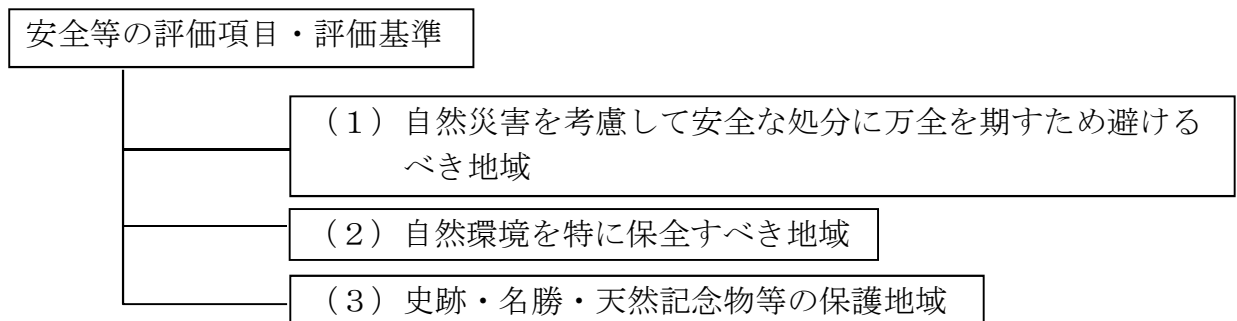 安全等の評価項目・評価基準
（１）自然災害を考慮して安全な処分に万全を期すため避ける
べき地域
（２）自然環境を特に保全すべき地域
（３）史跡・名勝・天然記念物等の保護地域